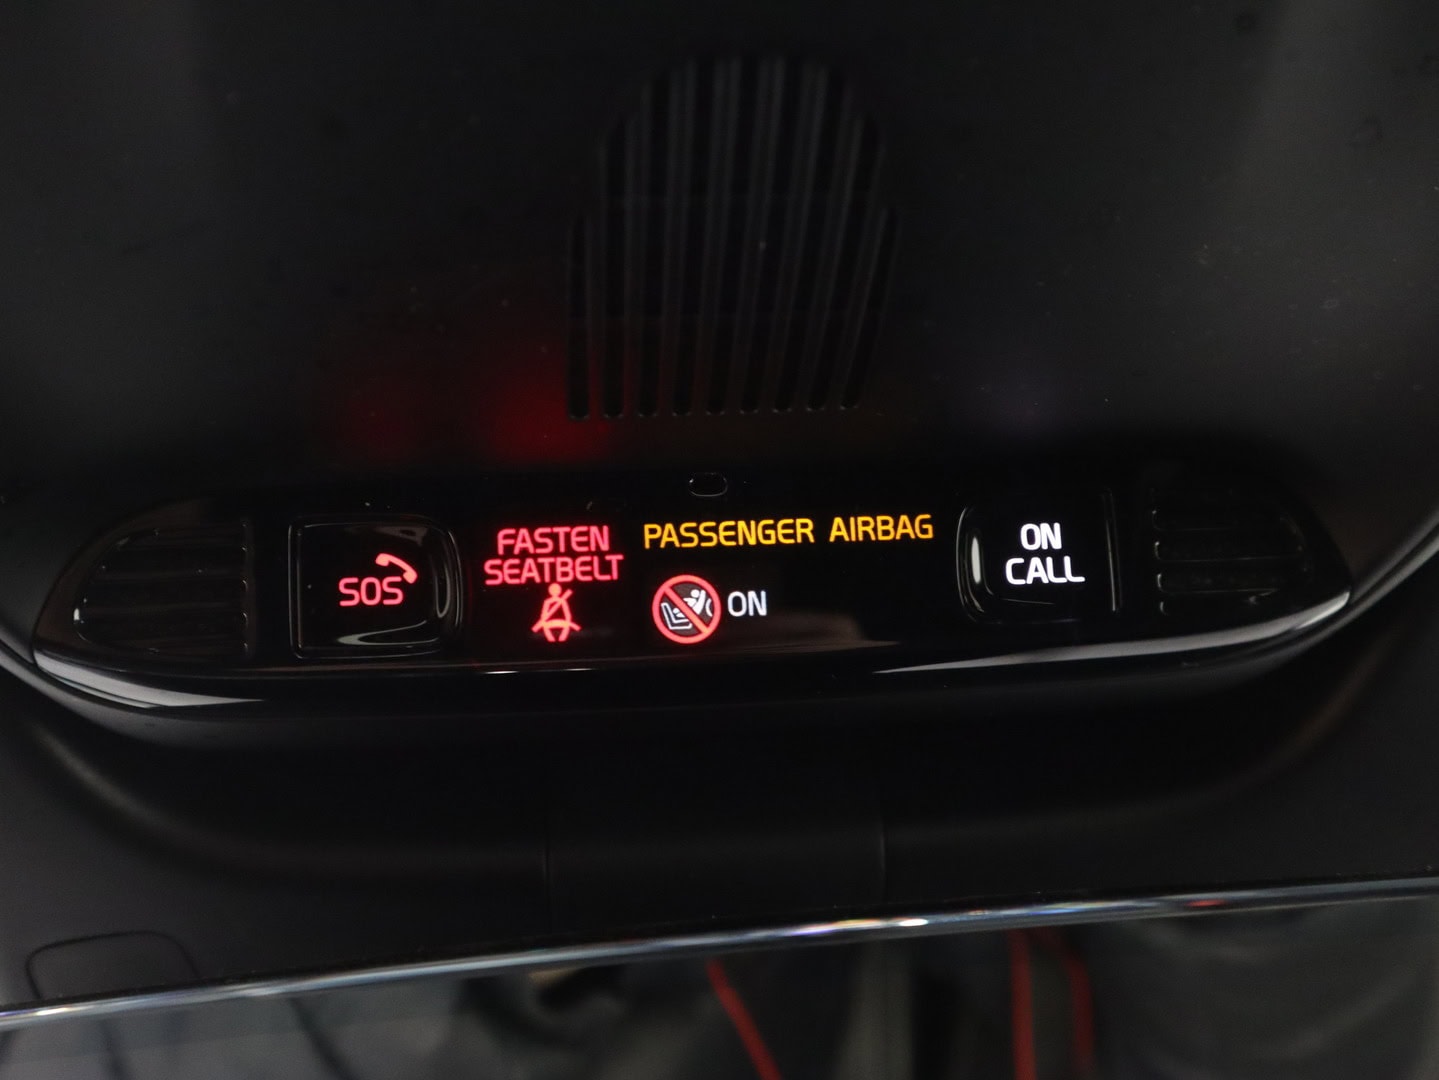 SOS
FASTEN
SEATBELT
PASSENGER AIRBAG
ON
ON
CALL